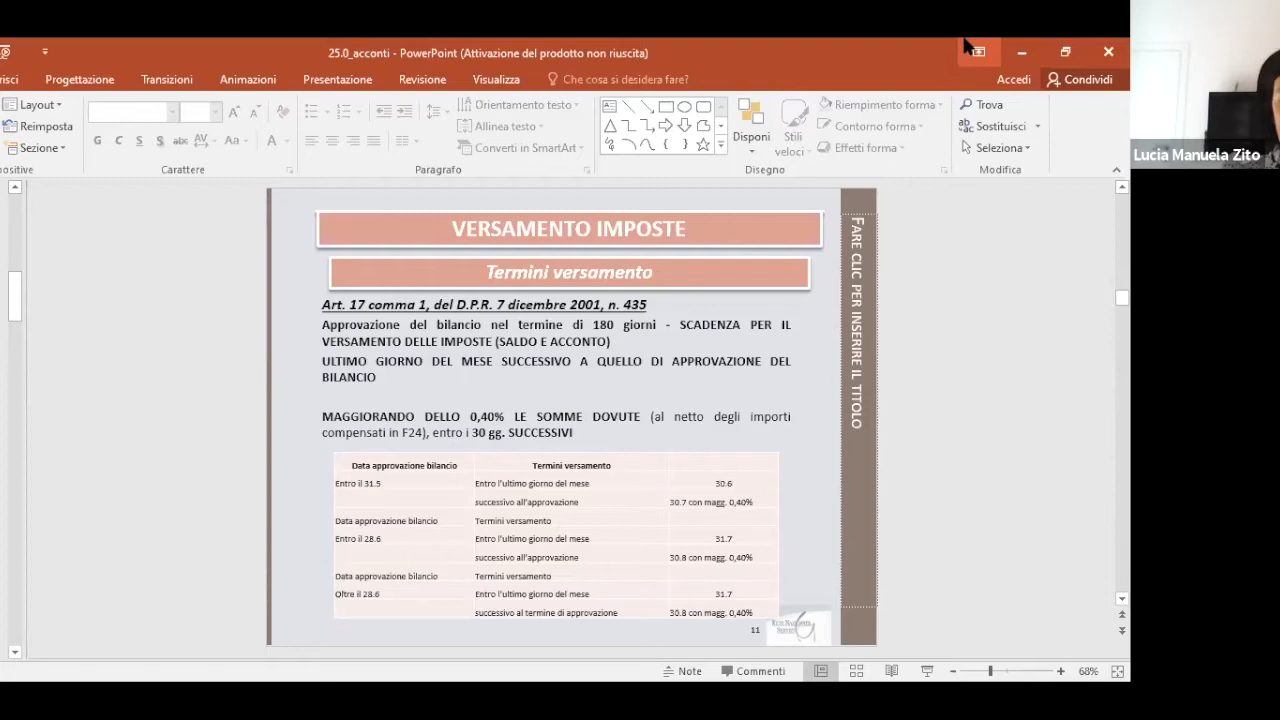 25.0_acconti - PowerPoint (Attivazione del prodotto non riuscita)
risci Progettazione Transizioni Animazioni Presentazione Revisione Visualizza Che cosa si desidera fare? Accedi Condividi
Layout Orientamento testo Riempimento forma Trova
Reimposta Allinea testo Disponi Stili Contorno forma Sostituisci
Sezione G C S abc AV Aa A Converti in SmartArt veloci Effetti forma Seleziona
positive Carattere Paragrafo Disegno Modifica
Lucia Manuela Zito
VERSAMENTO IMPOSTE
Termini versamento
Art. 17 comma 1, del D.P.R. 7 dicembre 2001, n. 435
Approvazione del bilancio nel termine di 180 giorni - SCADENZA PER IL
VERSAMENTO DELLE IMPOSTE (SALDO E ACCONTO)
ULTIMO GIORNO DEL MESE SUCCESSIVO A QUELLO DI APPROVAZIONE DEL
BILANCIO
MAGGIORANDO DELLO 0,40% LE SOMME DOVUTE (al netto degli importi
compensati in F24), entro i 30 gg. SUCCESSIVI
Data approvazione bilancio Termini versamento
Entro il 31.5 Entro l'ultimo giorno del mese 30.6
successivo all'approvazione 30.7 con magg. 0,40%
Data approvazione bilancio Termini versamento
Entro il 28.6 Entro l'ultimo giorno del mese 31.7
successivo all'approvazione 30.8 con magg. 0,40%
Data approvazione bilancio Termini versamento
Oltre il 28.6 Entro l'ultimo giorno del mese 31.7
successivo al termine di approvazione 30.8 con magg. 0,40%
11
FARE CLIC PER INSERIRE IL TITOLO
Note Commenti 68%